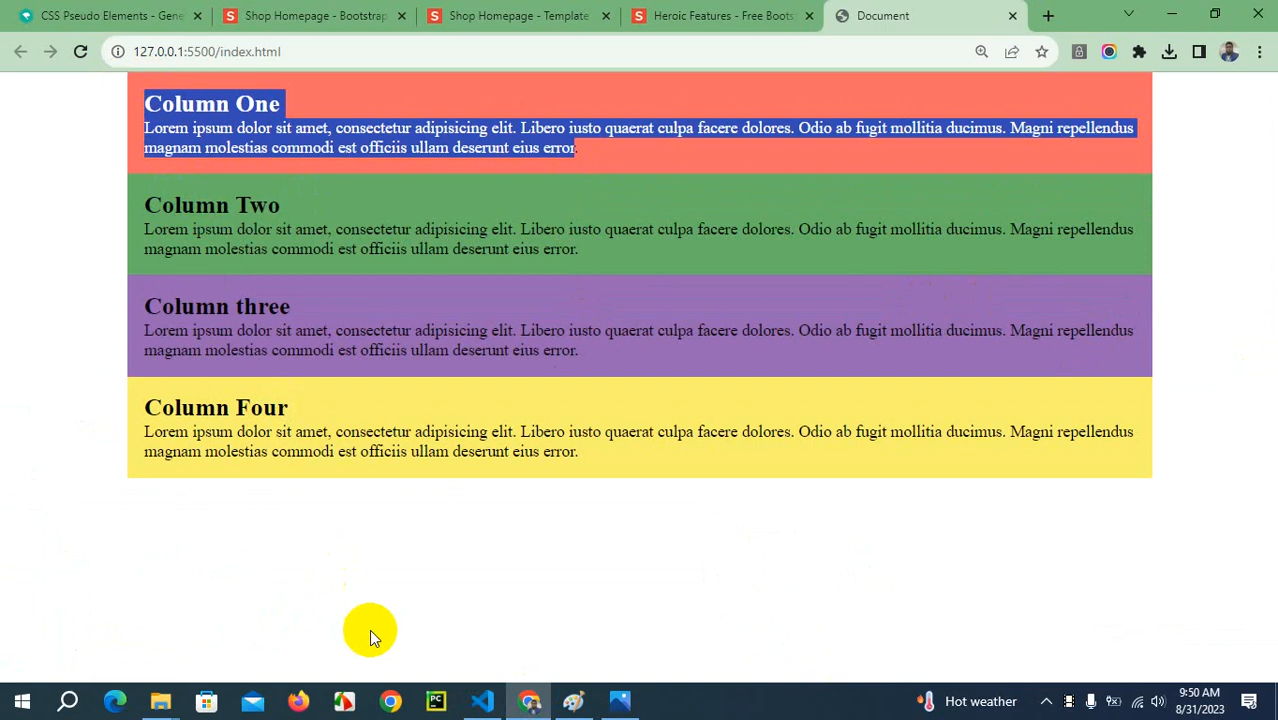 CSS Pseudo Elements - Gene
Shop Homepage - Bootstrap
Shop Homepage - Template
Heroic Features - Free Boots
Document
127.0.0.1:5500/index.html
Column One
Lorem ipsum dolor sit amet, consectetur adipisicing elit. Libero iusto quaerat culpa facere dolores. Odio ab fugit mollitia ducimus. Magni repellendus
magnam molestias commodi est officiis ullam deserunt eius error.
Column Two
Lorem ipsum dolor sit amet, consectetur adipisicing elit. Libero iusto quaerat culpa facere dolores. Odio ab fugit mollitia ducimus. Magni repellendus
magnam molestias commodi est officiis ullam deserunt eius error.
Column three
Lorem ipsum dolor sit amet, consectetur adipisicing elit. Libero iusto quaerat culpa facere dolores. Odio ab fugit mollitia ducimus. Magni repellendus
magnam molestias commodi est officiis ullam deserunt eius error.
Column Four
Lorem ipsum dolor sit amet, consectetur adipisicing elit. Libero iusto quaerat culpa facere dolores. Odio ab fugit mollitia ducimus. Magni repellendus
magnam molestias commodi est officiis ullam deserunt eius error.
Hot weather
9:50 AM
8/31/2023